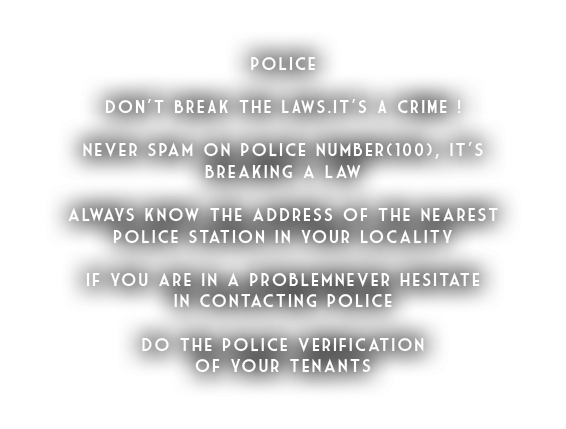 POLICE
DON'T BREAK THE LAWS.IT'S A CRIME !
NEVER SPAM ON POLICE NUMBER(100), IT'S
BREAKING A LAW
ALWAYS KNOW THE ADDRESS OF THE NEAREST
POLICE STATION IN YOUR LOCALITY
IF YOU ARE IN A PROBLEMNEVER HESITATE
IN CONTACTING POLICE
DO THE POLICE VERIFICATION
OF YOUR TENANTS